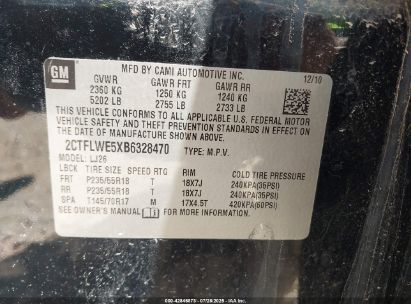 GM
MFD BY CAMI AUTOMOTIVE INC. 12/10
GVWR GAWR FRT GAWR RR
2360 KG 1250 KG 1240 KG
5202 LB 2755 LB 2733 LB
THIS VEHICLE CONFORMS TO ALL APPLICABLE U.S. FEDERAL MOTOR
VEHICLE SAFETY AND THEFT PREVENTION STANDARDS IN EFFECT ON THE
DATE OF MANUFACTURE SHOWN ABOVE.
2CTFLWE5XB6328470 TYPE: M.P.V.
MODEL: LJ26
LBCK TIRE SIZE SPEED RTG RIM COLD TIRE PRESSURE
FRT P235/55R18 T 18X7J 240KPA(35PSI)
RR P235/55R18 T 18X7J 240KPA(35PSI)
SPA T145/70R17 M 17X4.5T 420KPA(60PSI)
SEE OWNER'S MANUAL FOR ADDITIONAL INFORMATION.